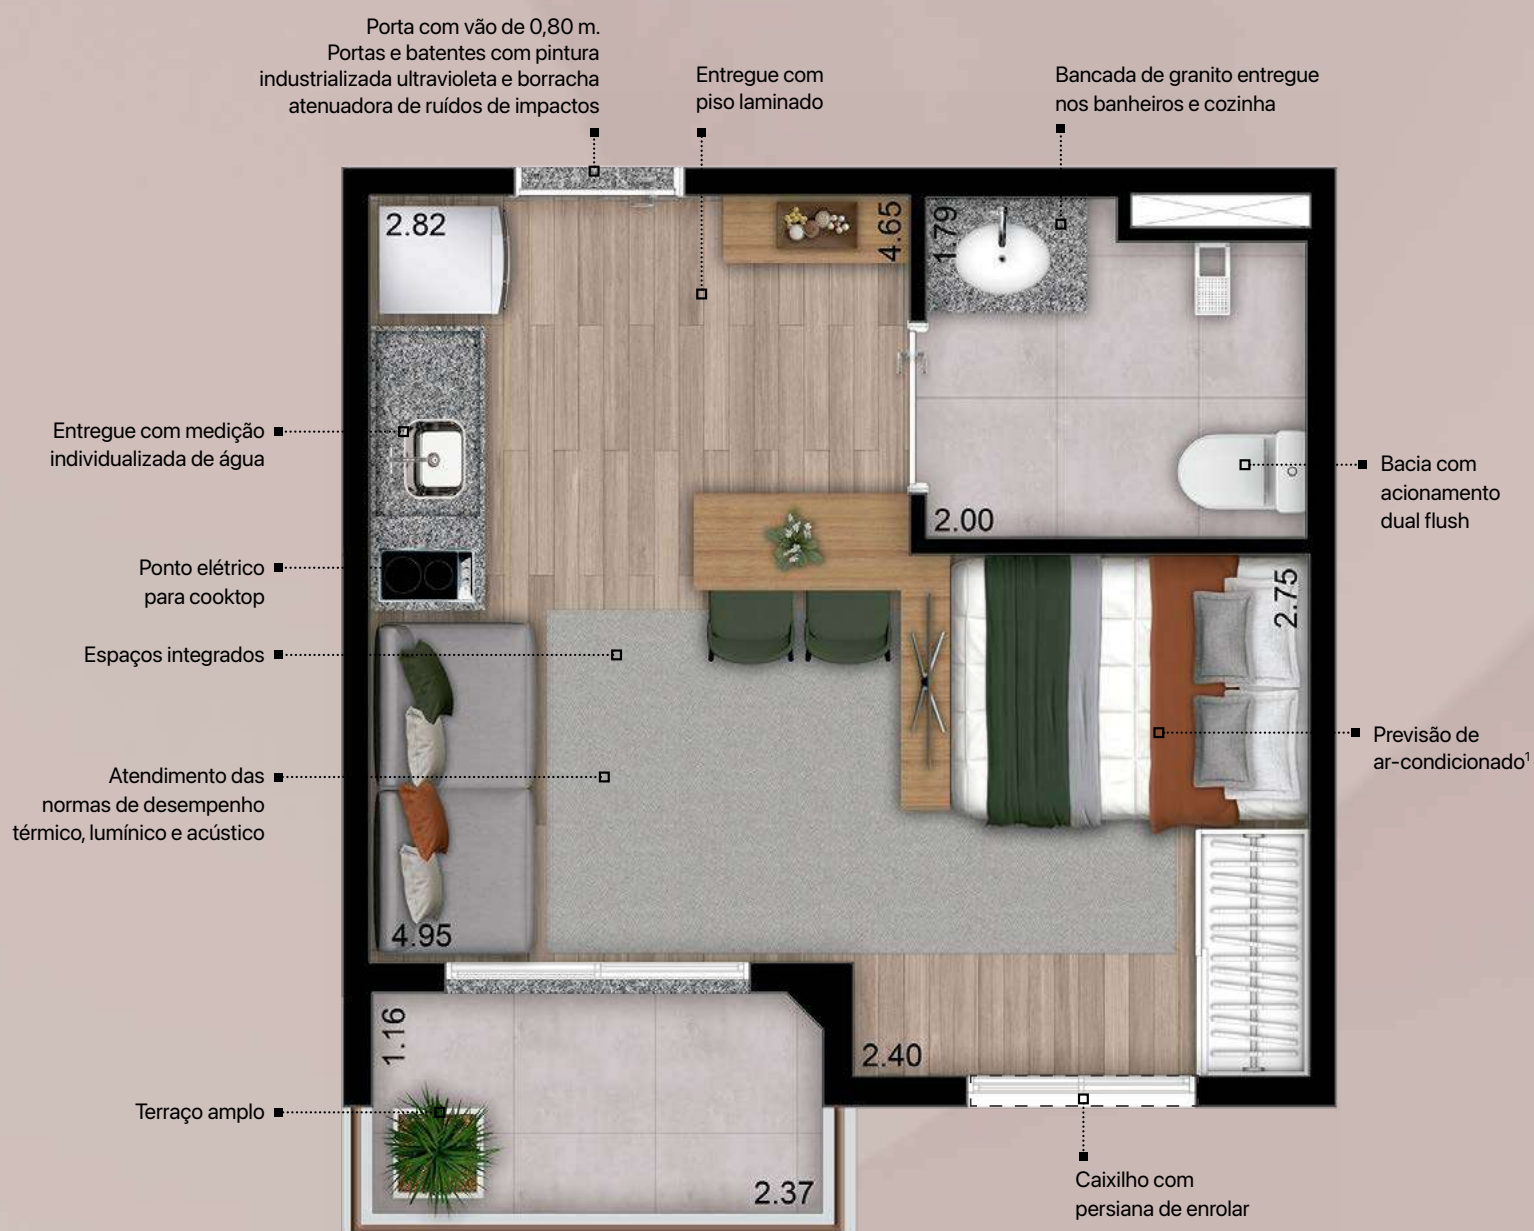 Porta com vão de 0,80 m.
Portas e batentes com pintura
industrializada ultravioleta e borracha
atenuadora de ruídos de impactos
Entregue com
piso laminado
Bancada de granito entregue
nos banheiros e cozinha
2.82
4.65
1.79
Entregue com medição
individualizada de água
Bacia com
acionamento
dual flush
2.00
Ponto elétrico
para cooktop
2.75
Espaços integrados
Previsão de
ar-condicionado¹
Atendimento das
normas de desempenho
térmico, lumínico e acústico
4.95
1.16
2.40
Terraço amplo
2.37
Caixilho com
persiana de enrolar